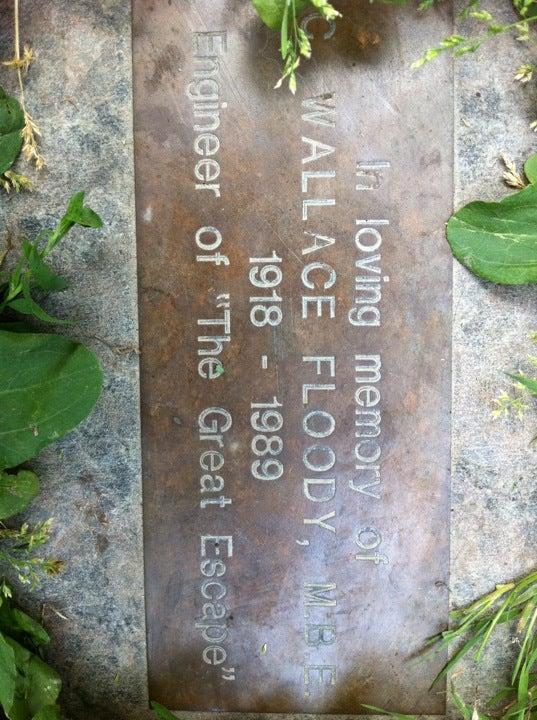 In loving memory of
C WALLACE FLOODY, M.B.E.
1918 - 1989
Engineer of "The Great Escape"